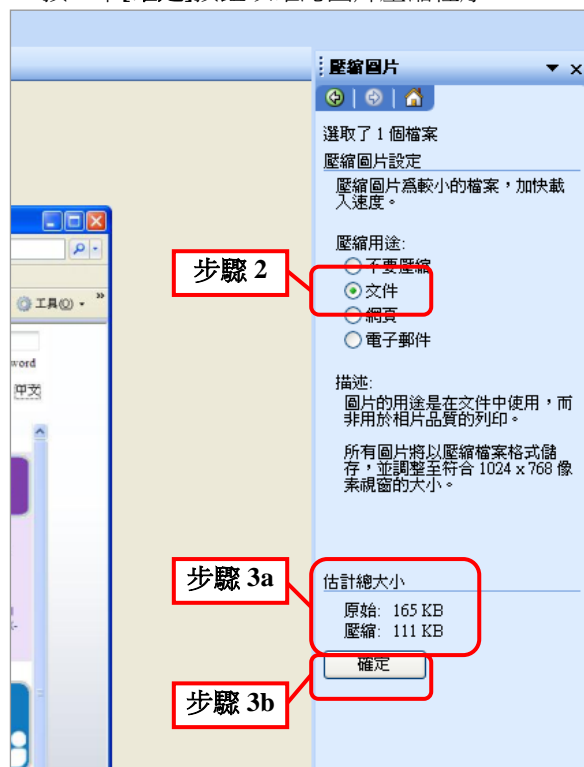 壓縮圖片
選取了 1 個檔案
壓縮圖片設定
壓縮圖片為較小的檔案，加快載
入速度。
壓縮用途:
步驟 2
不要壓縮
文件
網頁
電子郵件
工具(O)
word
中文
描述:
圖片的用途是在文件中使用，而
非用於相片品質的列印。
所有圖片將以壓縮檔案格式儲
存，並調整至符合 1024 x 768 像
素視窗的大小。
步驟 3a
估計總大小
原始: 165 KB
壓縮: 111 KB
確定
步驟 3b